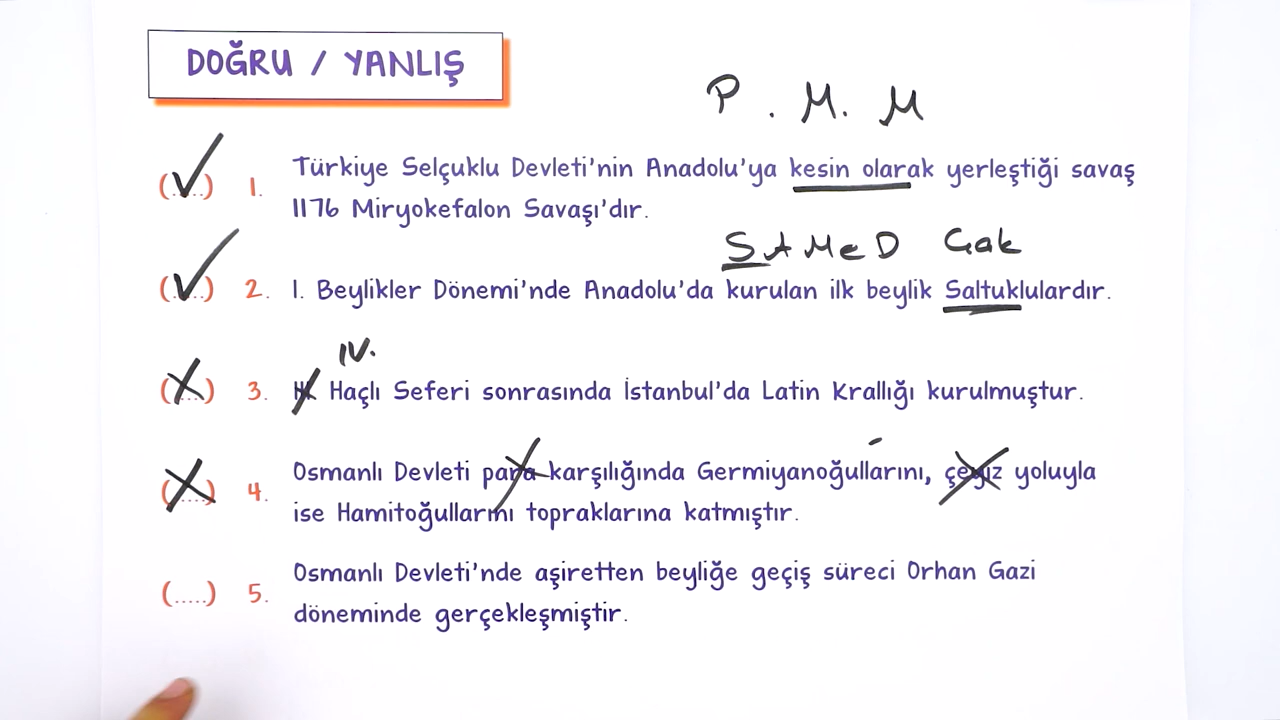 DOĞRU / YANLIŞ
P. M. M
(.....) 1. Türkiye Selçuklu Devleti'nin Anadolu'ya kesin olarak yerleştiği savaş
1176 Miryokefalon Savaşı'dır.
SAMeD Gak
(.....) 2. I. Beylikler Dönemi'nde Anadolu'da kurulan ilk beylik Saltuklulardır.
IV.
(.....) 3. Haçlı Seferi sonrasında İstanbul'da Latin Krallığı kurulmuştur.
(.....) 4. Osmanlı Devleti para karşılığında Germiyanoğullarını, çeyiz yoluyla
ise Hamitoğullarını topraklarına katmıştır.
(.....) 5. Osmanlı Devleti'nde aşiretten beyliğe geçiş süreci Orhan Gazi
döneminde gerçekleşmiştir.